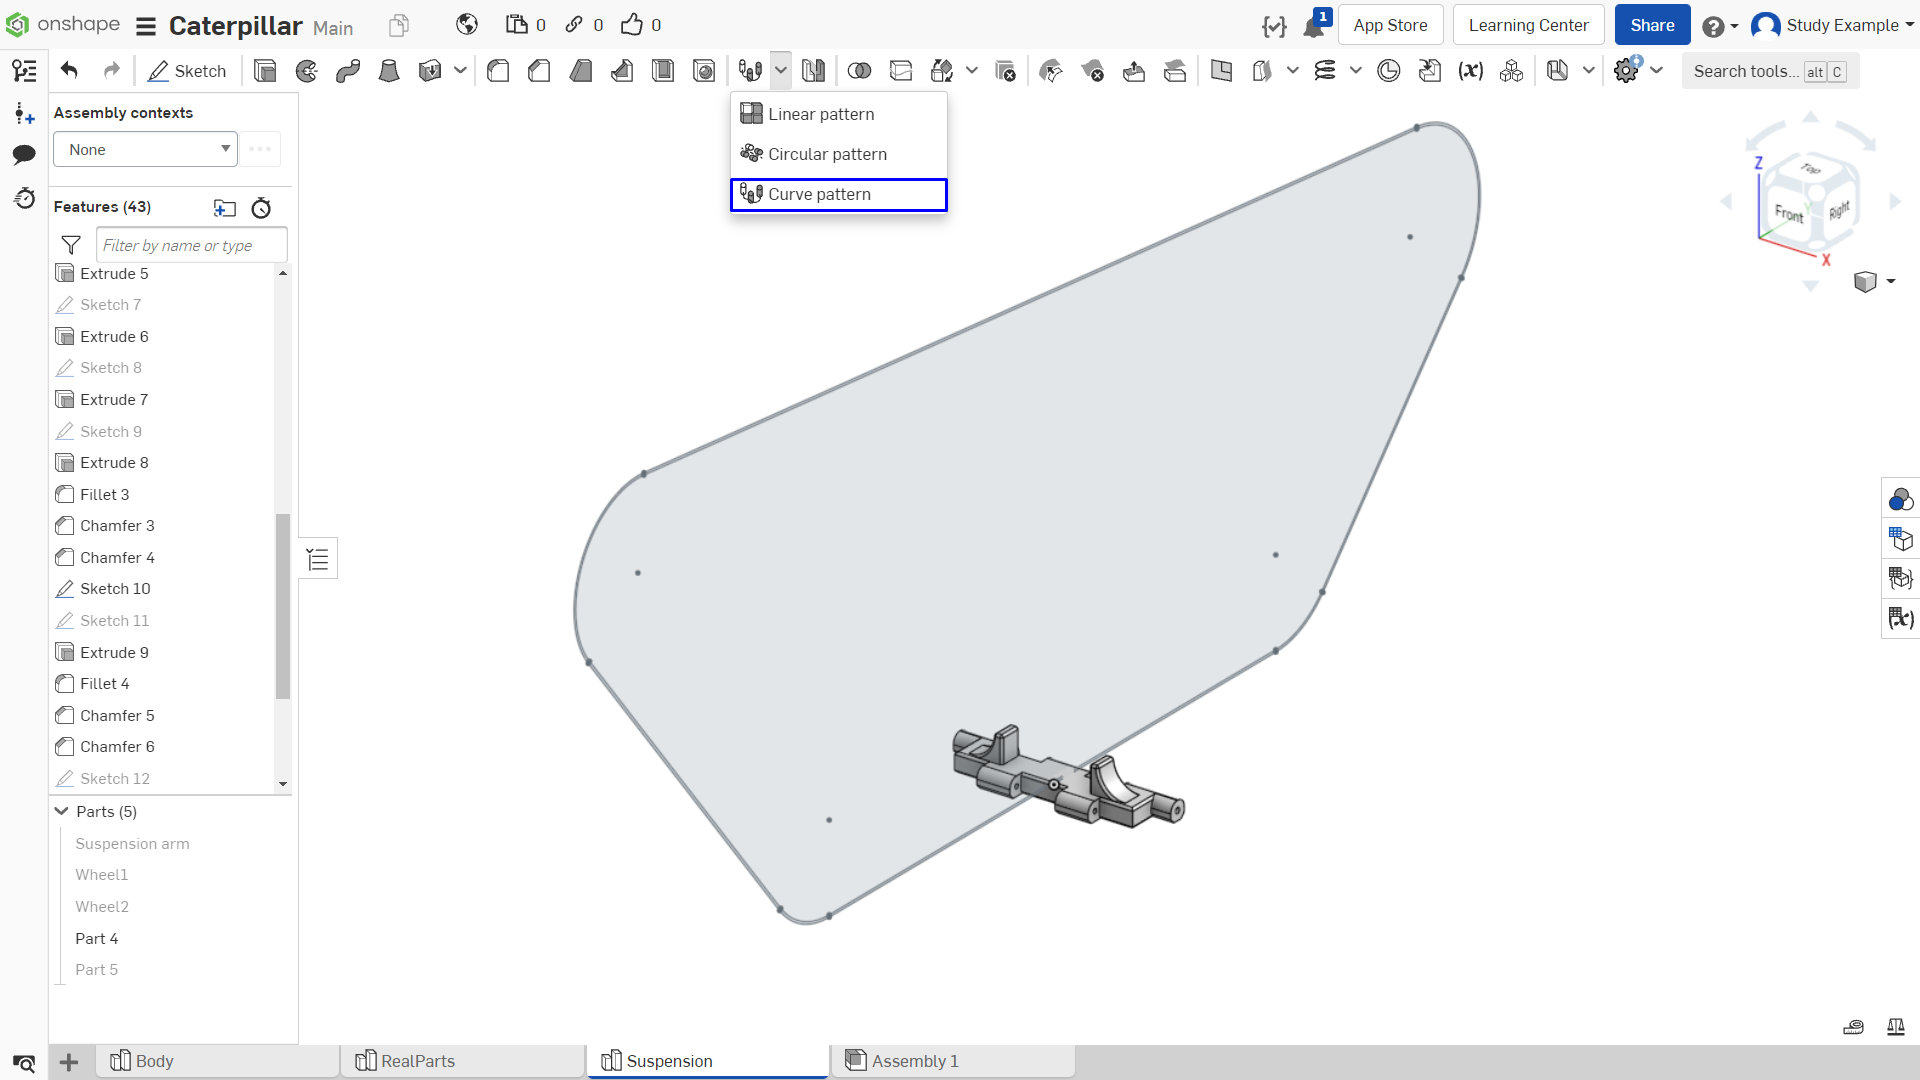 onshape Caterpillar Main 0 0 0 1 App Store Learning Center Share Study Example
Sketch Search tools... alt C
Assembly contexts
None
Features (43)
Filter by name or type
Extrude 5
Sketch 7
Extrude 6
Sketch 8
Extrude 7
Sketch 9
Extrude 8
Fillet 3
Chamfer 3
Chamfer 4
Sketch 10
Sketch 11
Extrude 9
Fillet 4
Chamfer 5
Chamfer 6
Sketch 12
Parts (5)
Suspension arm
Wheel1
Wheel2
Part 4
Part 5
Linear pattern
Circular pattern
Curve pattern
Z
Top
Front
Right
Y
X
Body
RealParts
Suspension
Assembly 1